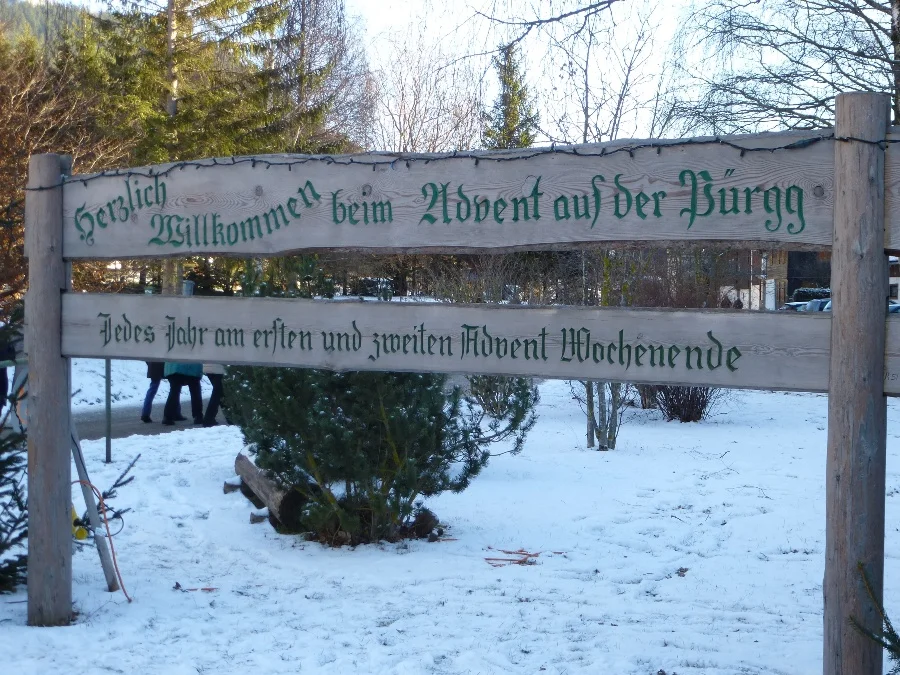 Herzlich Willkommen beim Advent auf der Pürgg
Jedes Jahr am ersten und zweiten Advent Wochenende